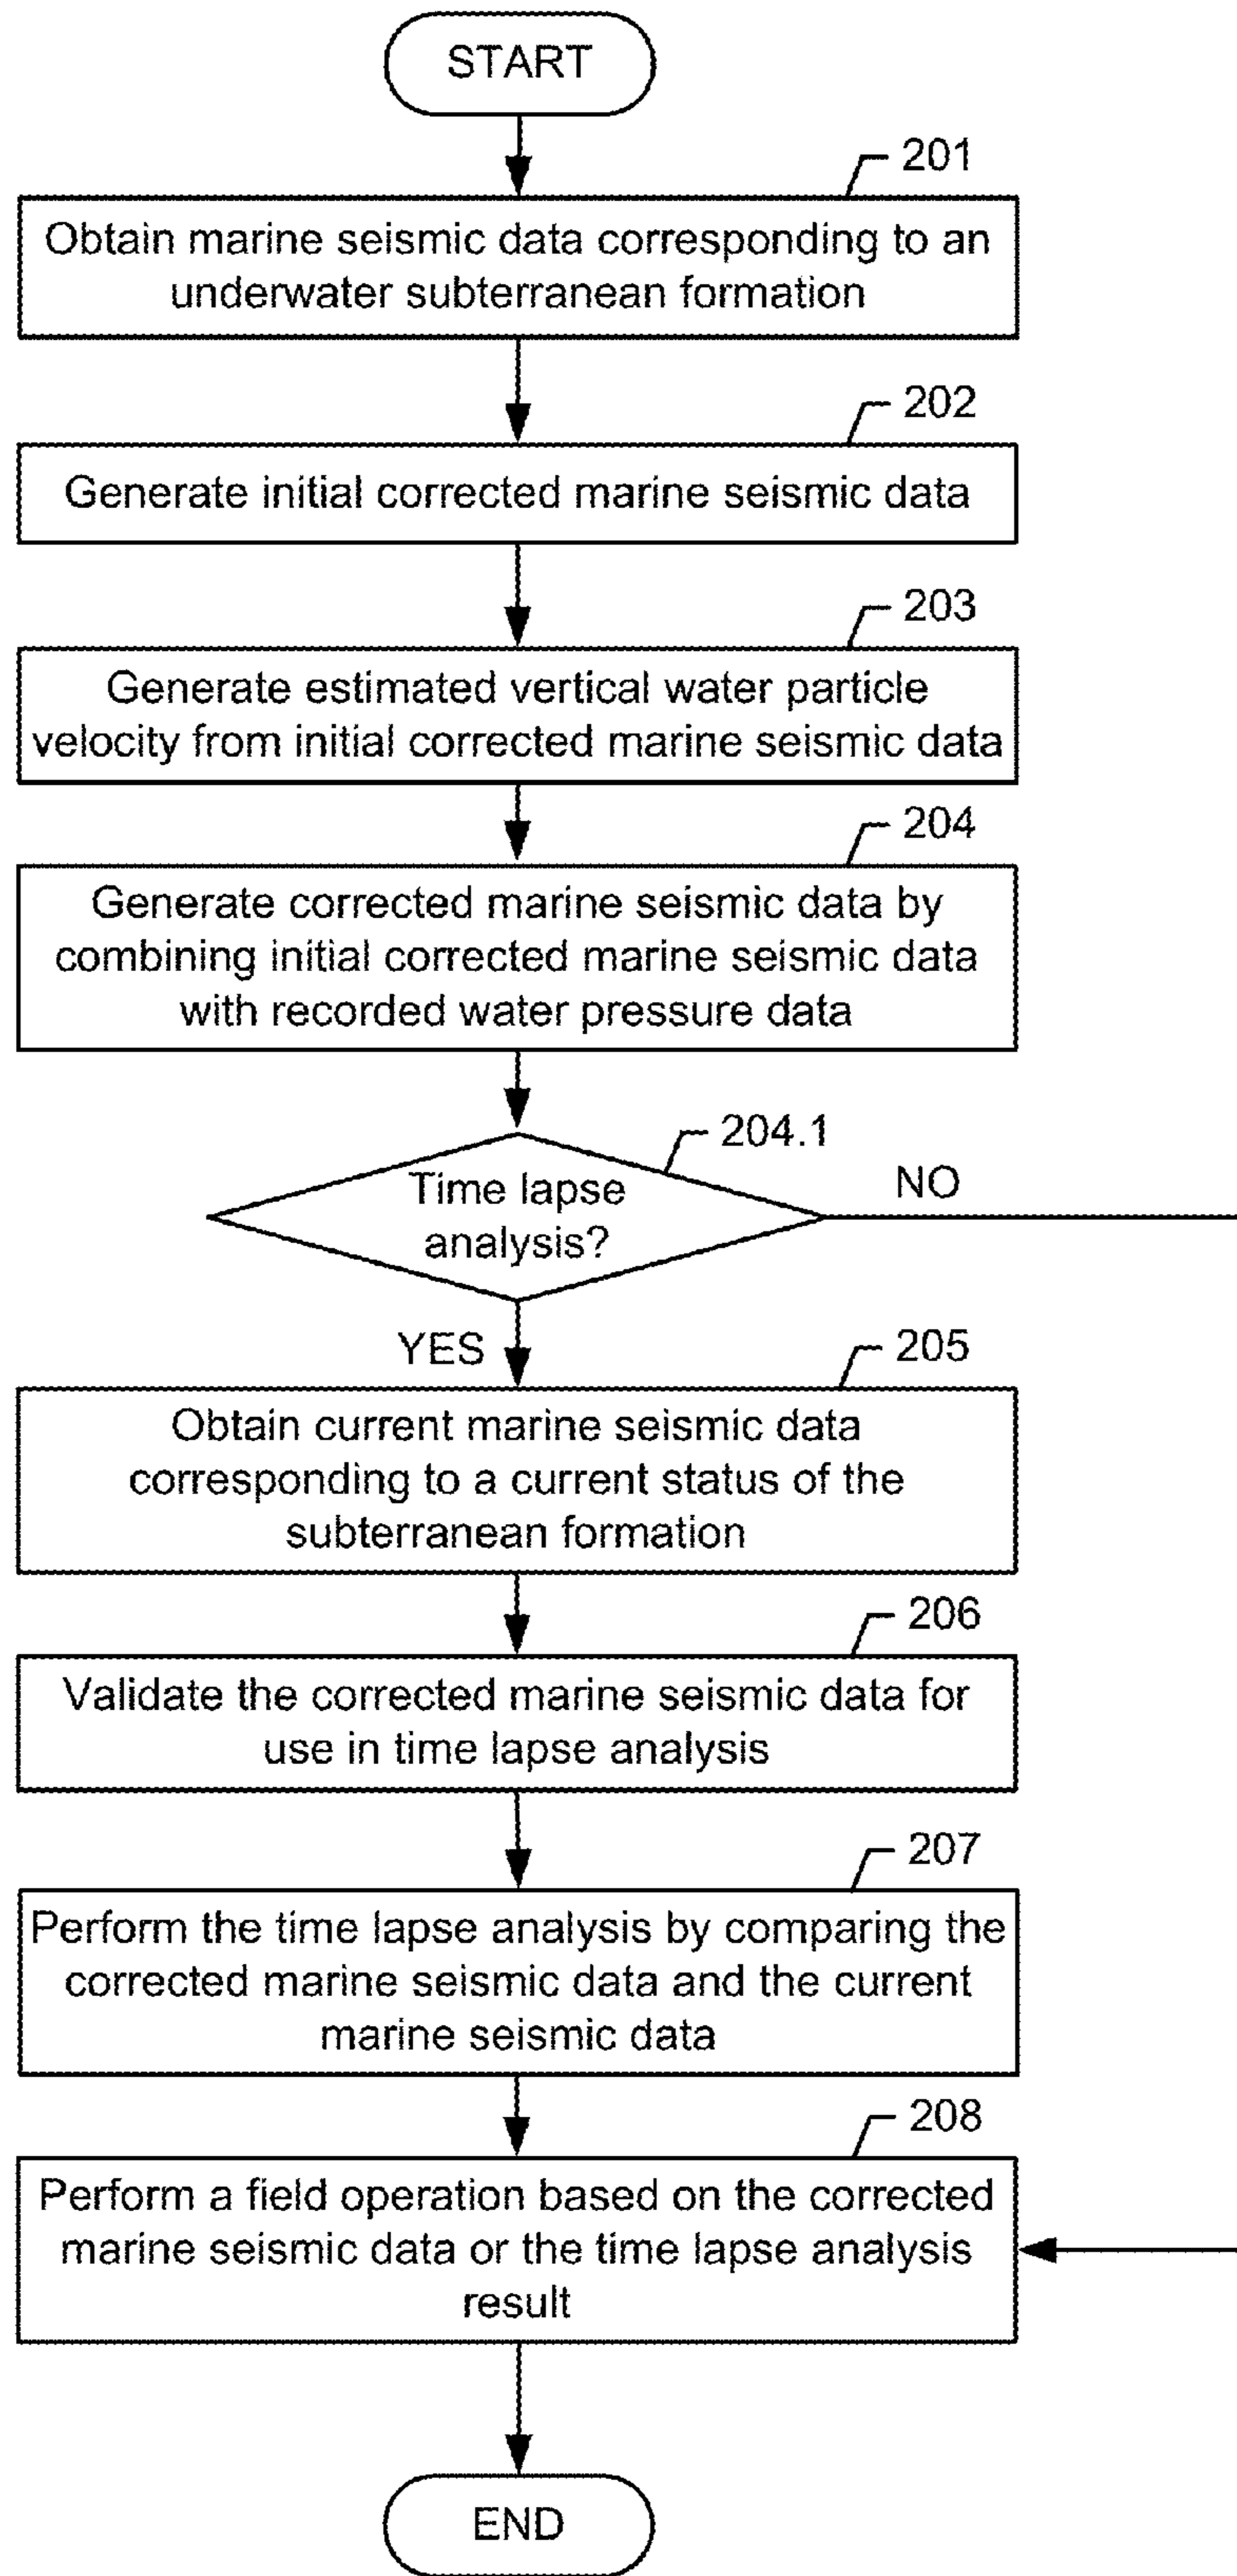 START
201
Obtain marine seismic data corresponding to an
underwater subterranean formation
202
Generate initial corrected marine seismic data
203
Generate estimated vertical water particle
velocity from initial corrected marine seismic data
204
Generate corrected marine seismic data by
combining initial corrected marine seismic data
with recorded water pressure data
204.1
Time lapse
analysis?
NO
YES
205
Obtain current marine seismic data
corresponding to a current status of the
subterranean formation
206
Validate the corrected marine seismic data for
use in time lapse analysis
207
Perform the time lapse analysis by comparing the
corrected marine seismic data and the current
marine seismic data
208
Perform a field operation based on the corrected
marine seismic data or the time lapse analysis
result
END